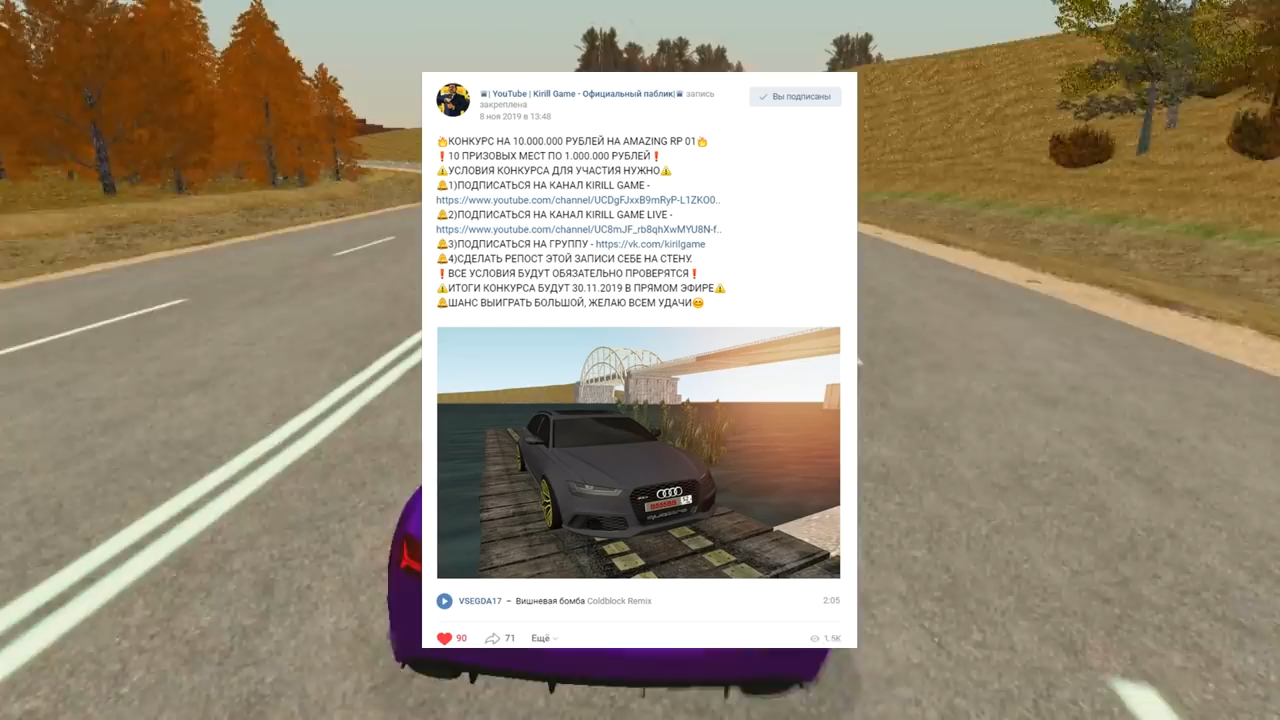 ♛| YouTube | Kirill Game - Официальный паблик|♛ запись
закреплена
8 ноя 2019 в 13:48
Вы подписаны
🔥КОНКУРС НА 10.000.000 РУБЛЕЙ НА AMAZING RP 01🔥
❗10 ПРИЗОВЫХ МЕСТ ПО 1.000.000 РУБЛЕЙ❗
⚠УСЛОВИЯ КОНКУРСА ДЛЯ УЧАСТИЯ НУЖНО⚠
🔔1)ПОДПИСАТЬСЯ НА КАНАЛ KIRILL GAME -
https://www.youtube.com/channel/UCDgFJxxB9mRyP-L1ZKO0..
🔔2)ПОДПИСАТЬСЯ НА КАНАЛ KIRILL GAME LIVE -
https://www.youtube.com/channel/UC8mJF_rb8qhXwMYU8N-f..
🔔3)ПОДПИСАТЬСЯ НА ГРУППУ - https://vk.com/kirilgame
🔔4)СДЕЛАТЬ РЕПОСТ ЭТОЙ ЗАПИСИ СЕБЕ НА СТЕНУ.
❗ВСЕ УСЛОВИЯ БУДУТ ОБЯЗАТЕЛЬНО ПРОВЕРЯТСЯ❗
⚠ИТОГИ КОНКУРСА БУДУТ 30.11.2019 В ПРЯМОМ ЭФИРЕ⚠
🔔ШАНС ВЫИГРАТЬ БОЛЬШОЙ, ЖЕЛАЮ ВСЕМ УДАЧИ😊
quattro
VSEGDA17 – Вишневая бомба Coldblock Remix 2:05
90 71 Ещё 1,5K